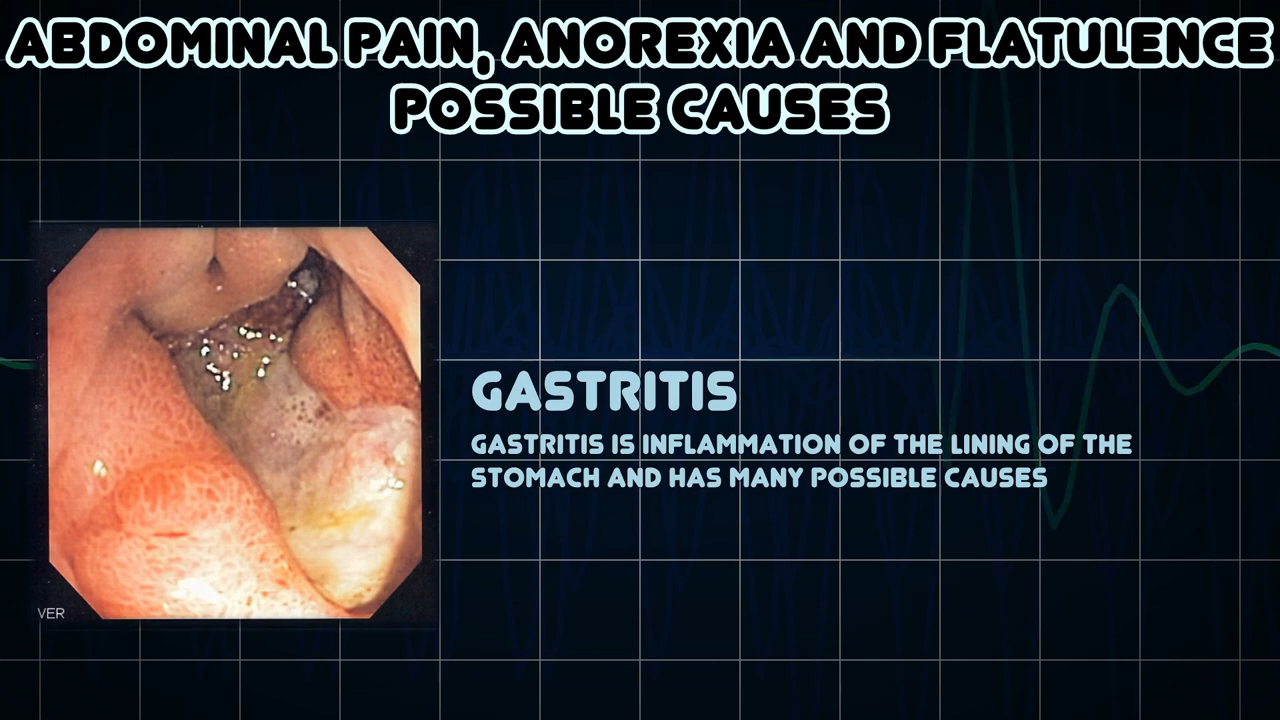 ABDOMINAL PAIN, ANOREXIA AND FLATULENCE
POSSIBLE CAUSES
GASTRITIS
GASTRITIS IS INFLAMMATION OF THE LINING OF THE
STOMACH AND HAS MANY POSSIBLE CAUSES
VER